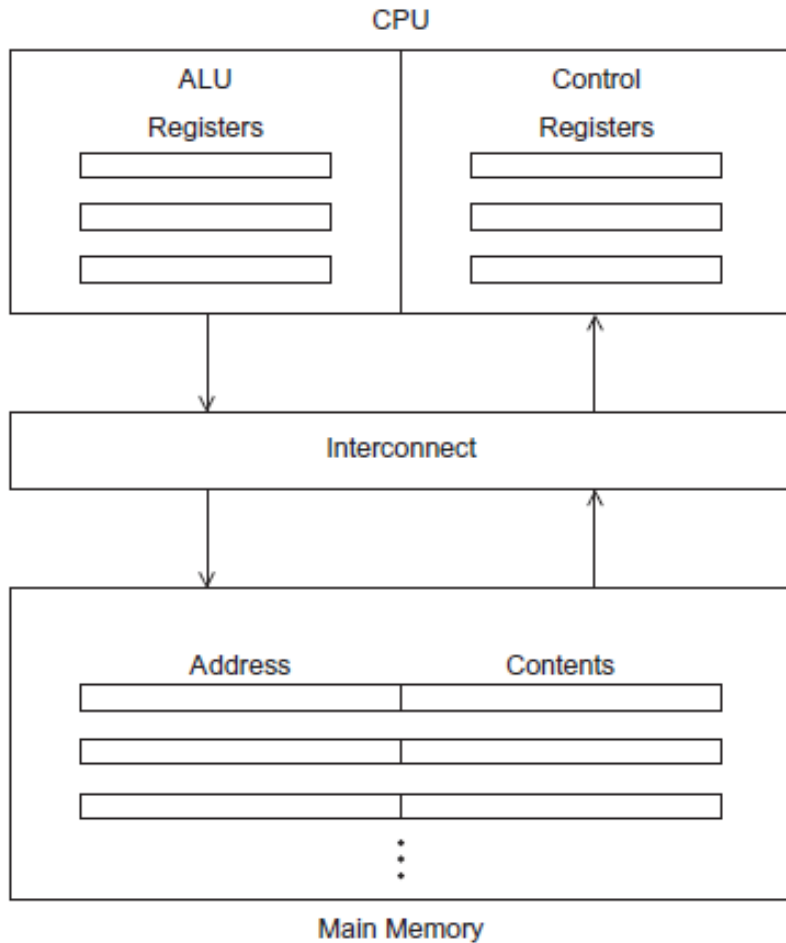 CPU
ALU
Control
Registers
Registers
Interconnect
Address
Contents
Main Memory